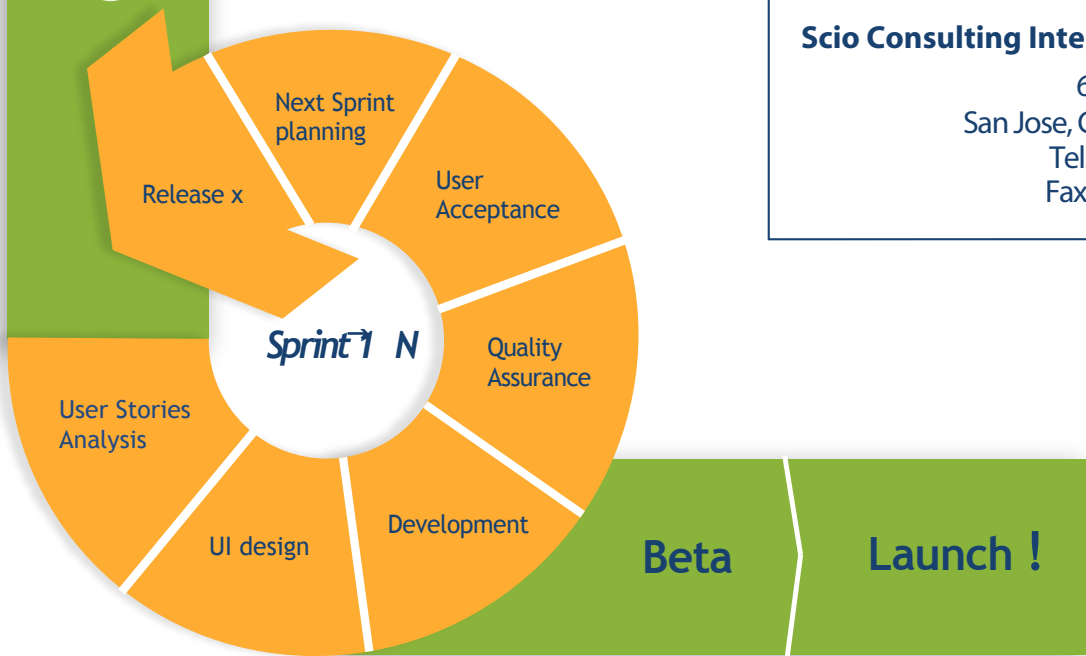 Scio Consulting
San Jose,
Tel
Fax
Next Sprint
planning
User
Acceptance
Release x
Sprint 1 → N
Quality
Assurance
User Stories
Analysis
UI design
Development
Beta
Launch !